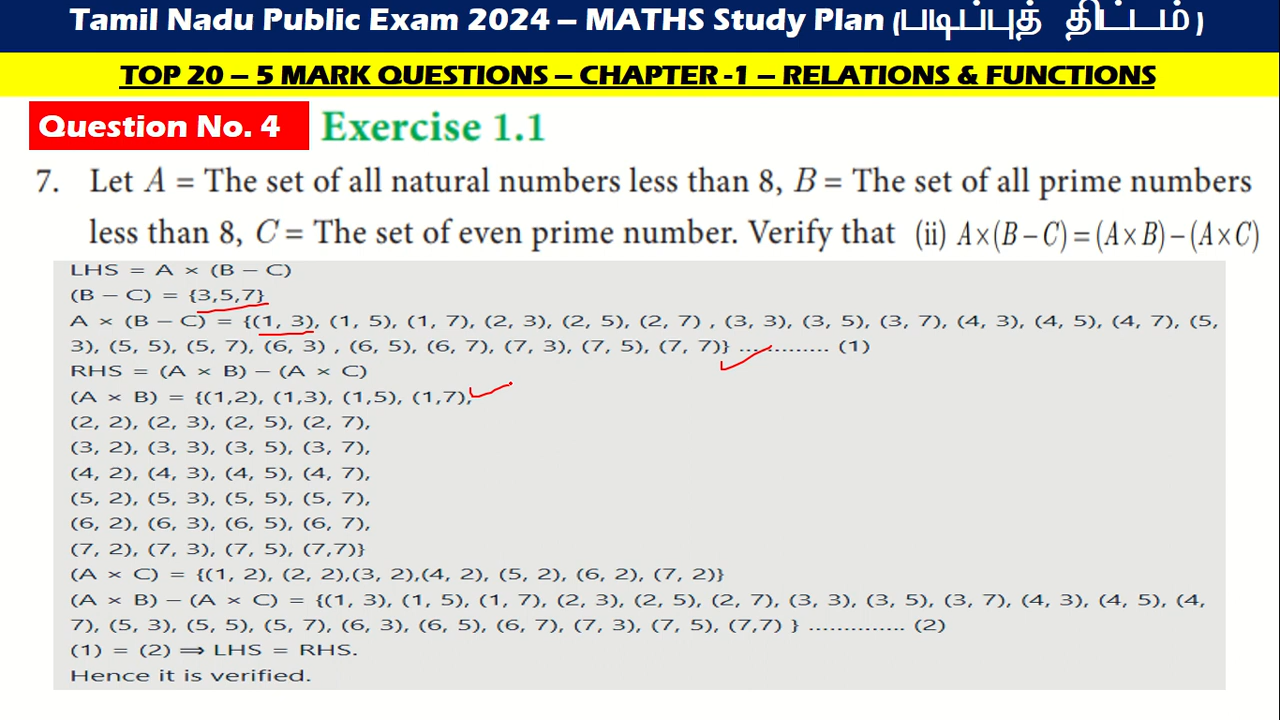 Tamil Nadu Public Exam 2024 – MATHS Study Plan (படிப்புத் திட்டம்)
TOP 20 – 5 MARK QUESTIONS – CHAPTER -1 – RELATIONS & FUNCTIONS
Question No. 4 Exercise 1.1
7. Let A = The set of all natural numbers less than 8, B = The set of all prime numbers
less than 8, C = The set of even prime number. Verify that (ii) A×(B−C)=(A×B)−(A×C)
LHS = A × (B − C)
(B − C) = {3,5,7}
A × (B − C) = {(1, 3), (1, 5), (1, 7), (2, 3), (2, 5), (2, 7) , (3, 3), (3, 5), (3, 7), (4, 3), (4, 5), (4, 7), (5,
3), (5, 5), (5, 7), (6, 3) , (6, 5), (6, 7), (7, 3), (7, 5), (7, 7)} ............. (1)
RHS = (A × B) − (A × C)
(A × B) = {(1,2), (1,3), (1,5), (1,7),
(2, 2), (2, 3), (2, 5), (2, 7),
(3, 2), (3, 3), (3, 5), (3, 7),
(4, 2), (4, 3), (4, 5), (4, 7),
(5, 2), (5, 3), (5, 5), (5, 7),
(6, 2), (6, 3), (6, 5), (6, 7),
(7, 2), (7, 3), (7, 5), (7,7)}
(A × C) = {(1, 2), (2, 2),(3, 2),(4, 2), (5, 2), (6, 2), (7, 2)}
(A × B) − (A × C) = {(1, 3), (1, 5), (1, 7), (2, 3), (2, 5), (2, 7), (3, 3), (3, 5), (3, 7), (4, 3), (4, 5), (4,
7), (5, 3), (5, 5), (5, 7), (6, 3), (6, 5), (6, 7), (7, 3), (7, 5), (7,7) } .............. (2)
(1) = (2) ⟹ LHS = RHS.
Hence it is verified.